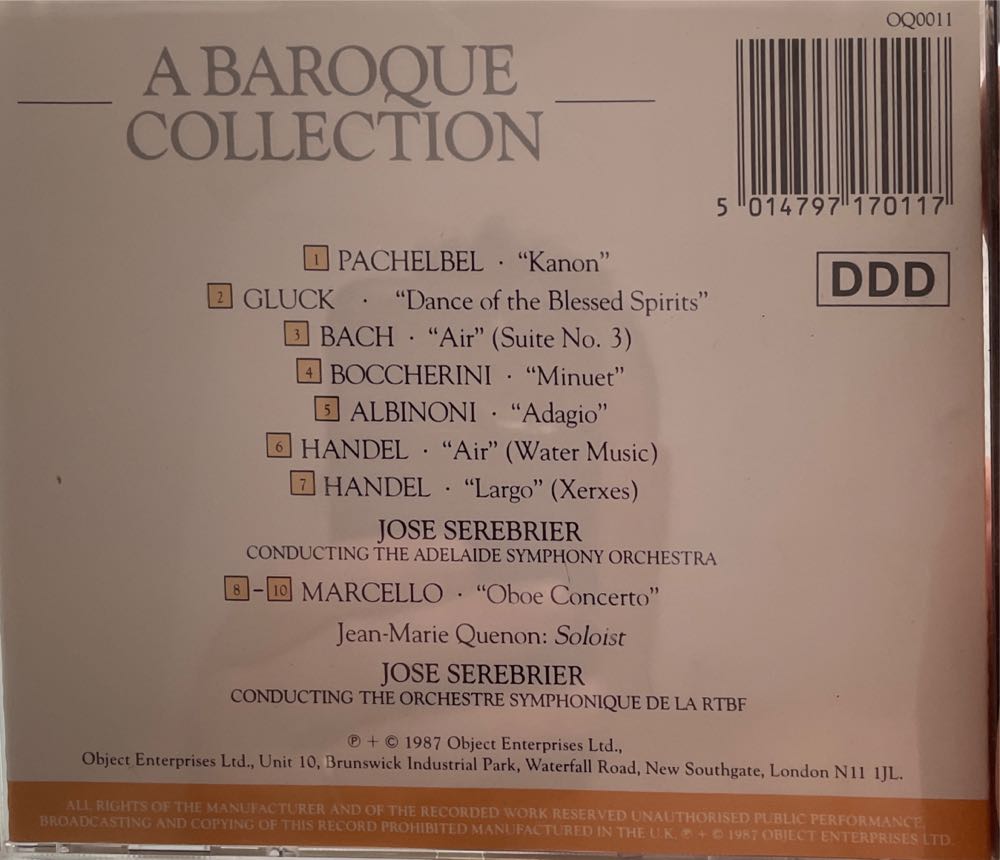 OQ0011
A BAROQUE
COLLECTION
5 014797 170117
DDD
1 PACHELBEL · “Kanon”
2 GLUCK · “Dance of the Blessed Spirits”
3 BACH · “Air” (Suite No. 3)
4 BOCCHERINI · “Minuet”
5 ALBINONI · “Adagio”
6 HANDEL · “Air” (Water Music)
7 HANDEL · “Largo” (Xerxes)
JOSE SEREBRIER
CONDUCTING THE ADELAIDE SYMPHONY ORCHESTRA
8–10 MARCELLO · “Oboe Concerto”
Jean-Marie Quenon: Soloist
JOSE SEREBRIER
CONDUCTING THE ORCHESTRE SYMPHONIQUE DE LA RTBF
℗ + © 1987 Object Enterprises Ltd.,
Object Enterprises Ltd., Unit 10, Brunswick Industrial Park, Waterfall Road, New Southgate, London N11 1JL.
ALL RIGHTS OF THE MANUFACTURER AND OF THE RECORDED WORK RESERVED UNAUTHORISED PUBLIC PERFORMANCE,
BROADCASTING AND COPYING OF THIS RECORD PROHIBITED MANUFACTURED IN THE U.K. ℗ + © 1987 OBJECT ENTERPRISES LTD.